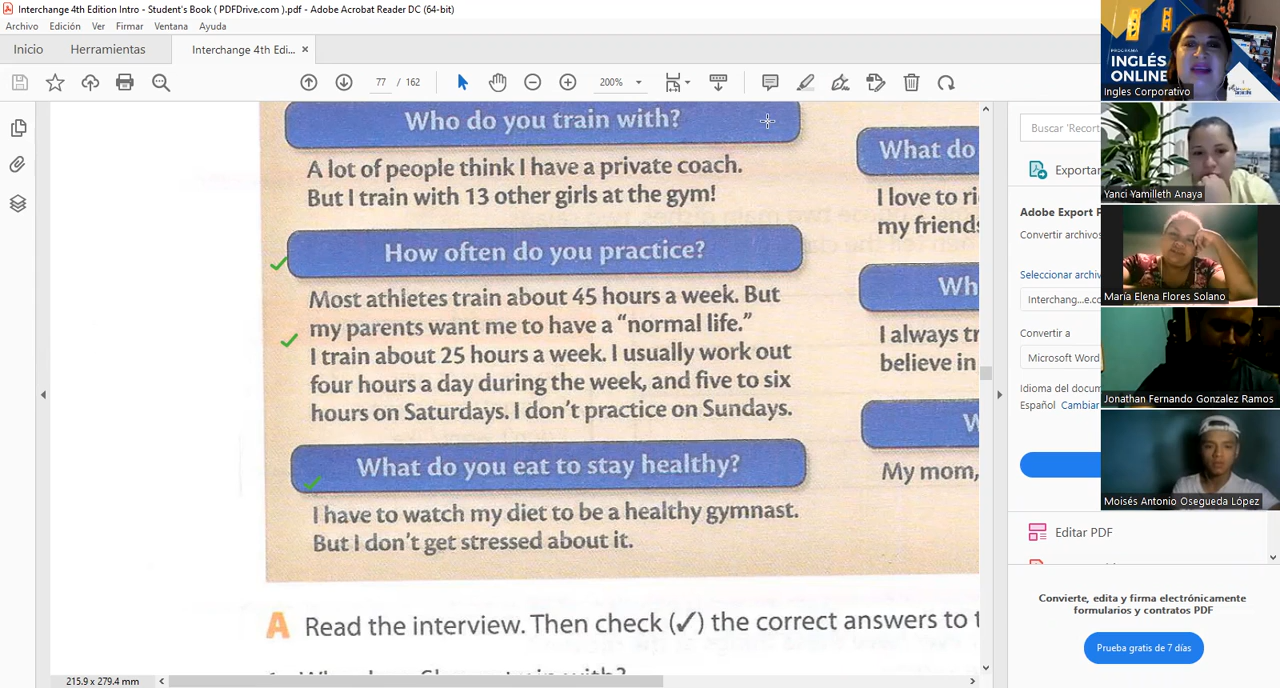 Interchange 4th Edition Intro - Student's Book ( PDFDrive.com ).pdf - Adobe Acrobat Reader DC (64-bit)
Archivo Edición Ver Firmar Ventana Ayuda
Inicio Herramientas Interchange 4th Edi... ×
77 / 162 200%
Who do you train with?
A lot of people think I have a private coach.
But I train with 13 other girls at the gym!
How often do you practice?
Most athletes train about 45 hours a week. But
my parents want me to have a “normal life.”
I train about 25 hours a week. I usually work out
four hours a day during the week, and five to six
hours on Saturdays. I don't practice on Sundays.
What do you eat to stay healthy?
I have to watch my diet to be a healthy gymnast.
But I don't get stressed about it.
What do
I love to ri
my friends
Wh
I always tr
believe in
W
My mom,
A Read the interview. Then check (✓) the correct answers to t
215.9 x 279.4 mm
Buscar 'Recort
Exportar
Adobe Export P
Convertir archivos
Seleccionar archiv
Interchang...e.co
Convertir a
Microsoft Word
Idioma del docum
Español Cambiar
Editar PDF
Convierte, edita y firma electrónicamente
formularios y contratos PDF
Prueba gratis de 7 días
PROGRAMA
INGLÉS
ONLINE
Ingles Corporativo
Yanci Yamilleth Anaya
María Elena Flores Solano
Jonathan Fernando Gonzalez Ramos
Moisés Antonio Osegueda López